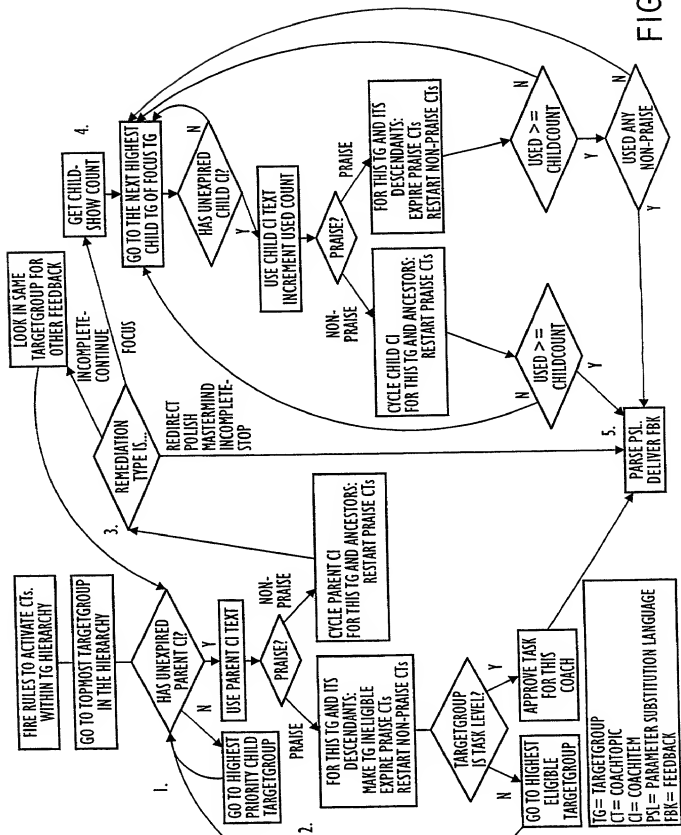 FIRE RULES TO ACTIVATE CTs.
WITHIN TG HIERARCHY
GO TO TOPMOST TARGETGROUP
IN THE HIERARCHY
1.
HAS UNEXPIRED
PARENT CI?
N
Y
GO TO HIGHEST
PRIORITY CHILD
TARGETGROUP
USE PARENT CI TEXT
PRAISE?
PRAISE
NON-
PRAISE
2.
FOR THIS TG AND ITS
DESCENDANTS:
MAKE TG INELIGIBLE
EXPIRE PRAISE CTs
RESTART NON-PRAISE CTs
CYCLE PARENT CI
FOR THIS TG AND ANCESTORS:
RESTART PRAISE CTs
TARGETGROUP
IS TASK LEVEL?
N
Y
GO TO HIGHEST
ELIGIBLE
TARGETGROUP
APPROVE TASK
FOR THIS
COACH
TG= TARGETGROUP
CT= COACHTOPIC
CI= COACHITEM
PSL= PARAMETER SUBSTITUTION LANGUAGE
FBK= FEEDBACK
3.
REMEDIATION
TYPE IS...
LOOK IN SAME
TARGETGROUP FOR
OTHER FEEDBACK
INCOMPLETE-
CONTINUE
FOCUS
REDIRECT
POLISH
MASTERMIND
INCOMPLETE-
STOP
4.
GET CHILD-
SHOW COUNT
GO TO THE NEXT HIGHEST
CHILD TG OF FOCUS TG
HAS UNEXPIRED
CHILD CI?
N
Y
USE CHILD CI TEXT
INCREMENT USED COUNT
PRAISE?
NON-
PRAISE
PRAISE
CYCLE CHILD CI
FOR THIS TG AND ANCESTORS:
RESTART PRAISE CTs
FOR THIS TG AND ITS
DESCENDANTS:
EXPIRE PRAISE CTs
RESTART NON-PRAISE CTs
USED >=
CHILDCOUNT
N
Y
USED >=
CHILDCOUNT
N
Y
USED ANY
NON-PRAISE
N
Y
5.
PARSE PSL.
DELIVER FBK
FIG